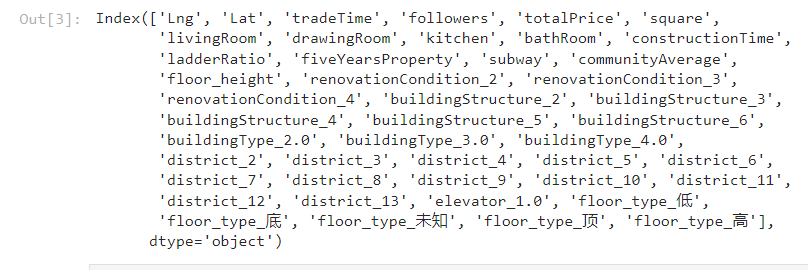 Out[3]: Index(['Lng', 'Lat', 'tradeTime', 'followers', 'totalPrice', 'square',
'livingRoom', 'drawingRoom', 'kitchen', 'bathRoom', 'constructionTime',
'ladderRatio', 'fiveYearsProperty', 'subway', 'communityAverage',
'floor_height', 'renovationCondition_2', 'renovationCondition_3',
'renovationCondition_4', 'buildingStructure_2', 'buildingStructure_3',
'buildingStructure_4', 'buildingStructure_5', 'buildingStructure_6',
'buildingType_2.0', 'buildingType_3.0', 'buildingType_4.0',
'district_2', 'district_3', 'district_4', 'district_5', 'district_6',
'district_7', 'district_8', 'district_9', 'district_10', 'district_11',
'district_12', 'district_13', 'elevator_1.0', 'floor_type_低',
'floor_type_底', 'floor_type_未知', 'floor_type_顶', 'floor_type_高'],
dtype='object')